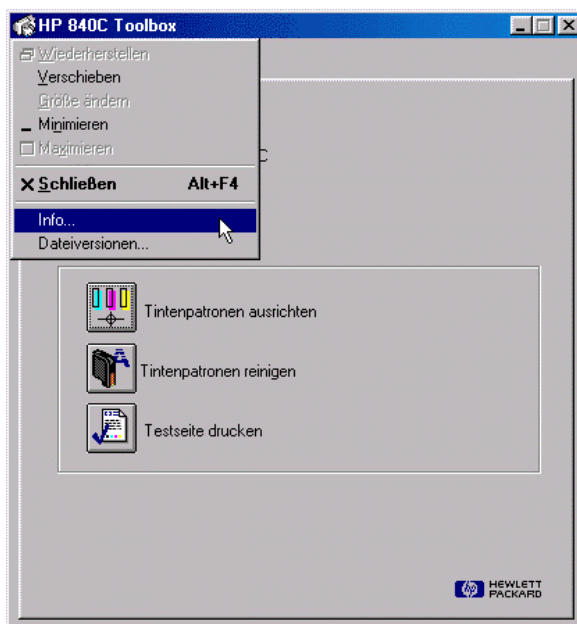 HP 840C Toolbox
Wiederherstellen
Verschieben
Größe ändern
Minimieren
Maximieren
Schließen Alt+F4
Info...
Dateiversionen...
C
Tintenpatronen ausrichten
Tintenpatronen reinigen
Testseite drucken
hp HEWLETT
PACKARD